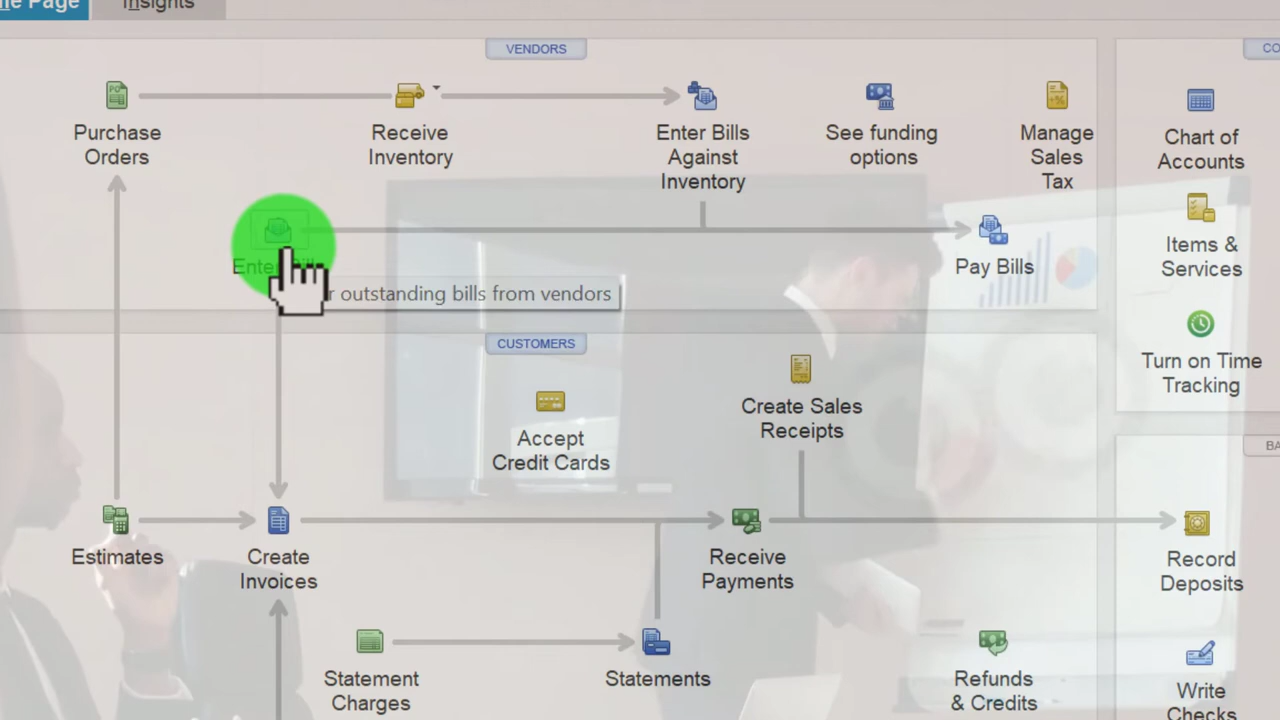 Page
Insights
VENDORS
Purchase
Orders
Receive
Inventory
Enter Bills
Against
Inventory
See funding
options
Manage
Sales
Tax
Chart of
Accounts
Enter
outstanding bills from vendors
Pay Bills
Items &
Services
CUSTOMERS
Turn on Time
Tracking
Create Sales
Receipts
Accept
Credit Cards
Estimates
Create
Invoices
Receive
Payments
Record
Deposits
Statement
Charges
Statements
Refunds
& Credits
Write
Checks